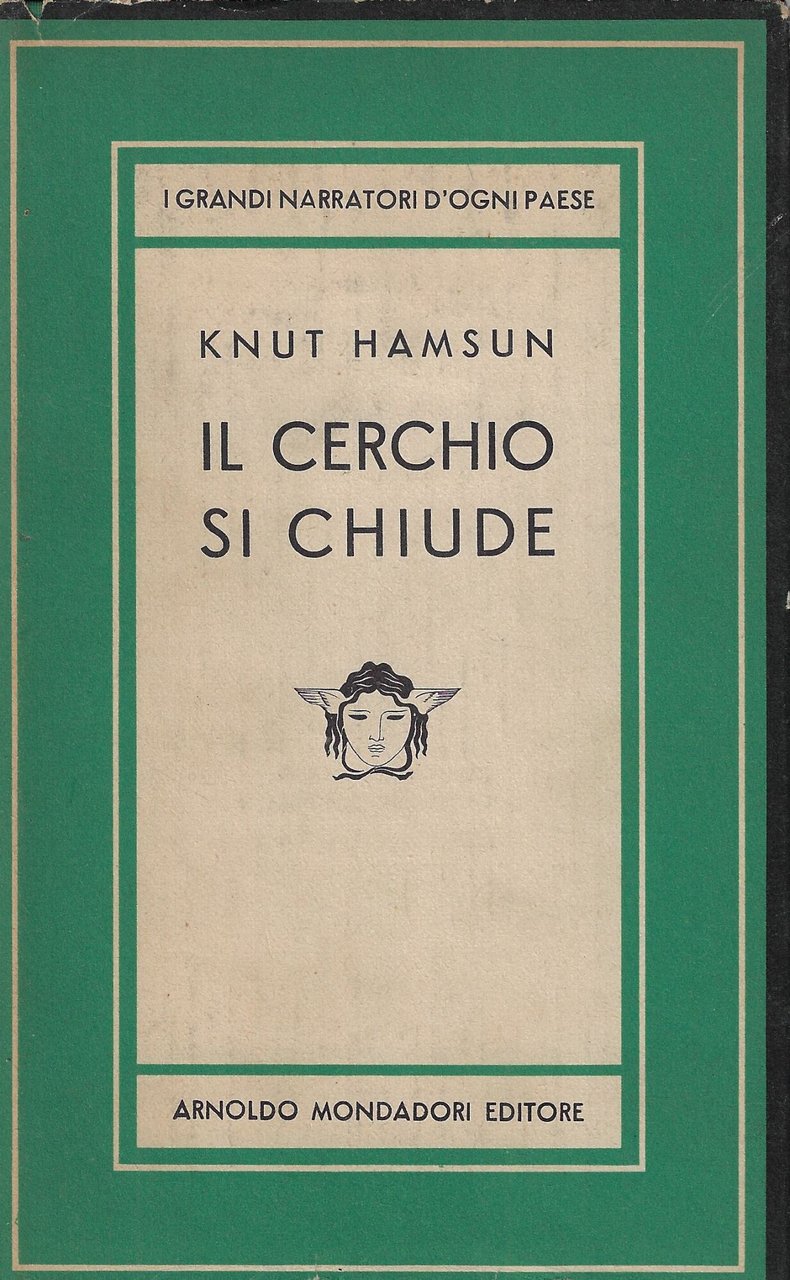 I GRANDI NARRATORI D'OGNI PAESE
KNUT HAMSUN
IL CERCHIO
SI CHIUDE
ARNOLDO MONDADORI EDITORE